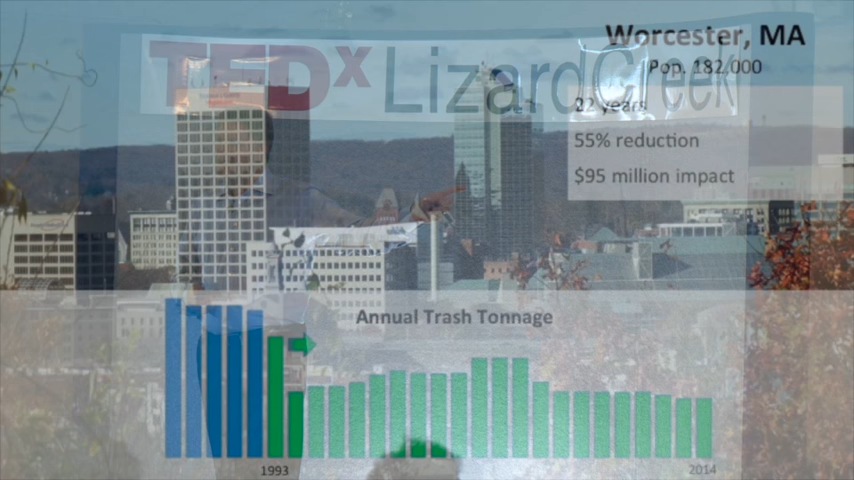 TEDx LizardCreek
Worcester, MA
Pop. 182,000
22 years
55% reduction
$95 million impact
Annual Trash Tonnage
1993
2014